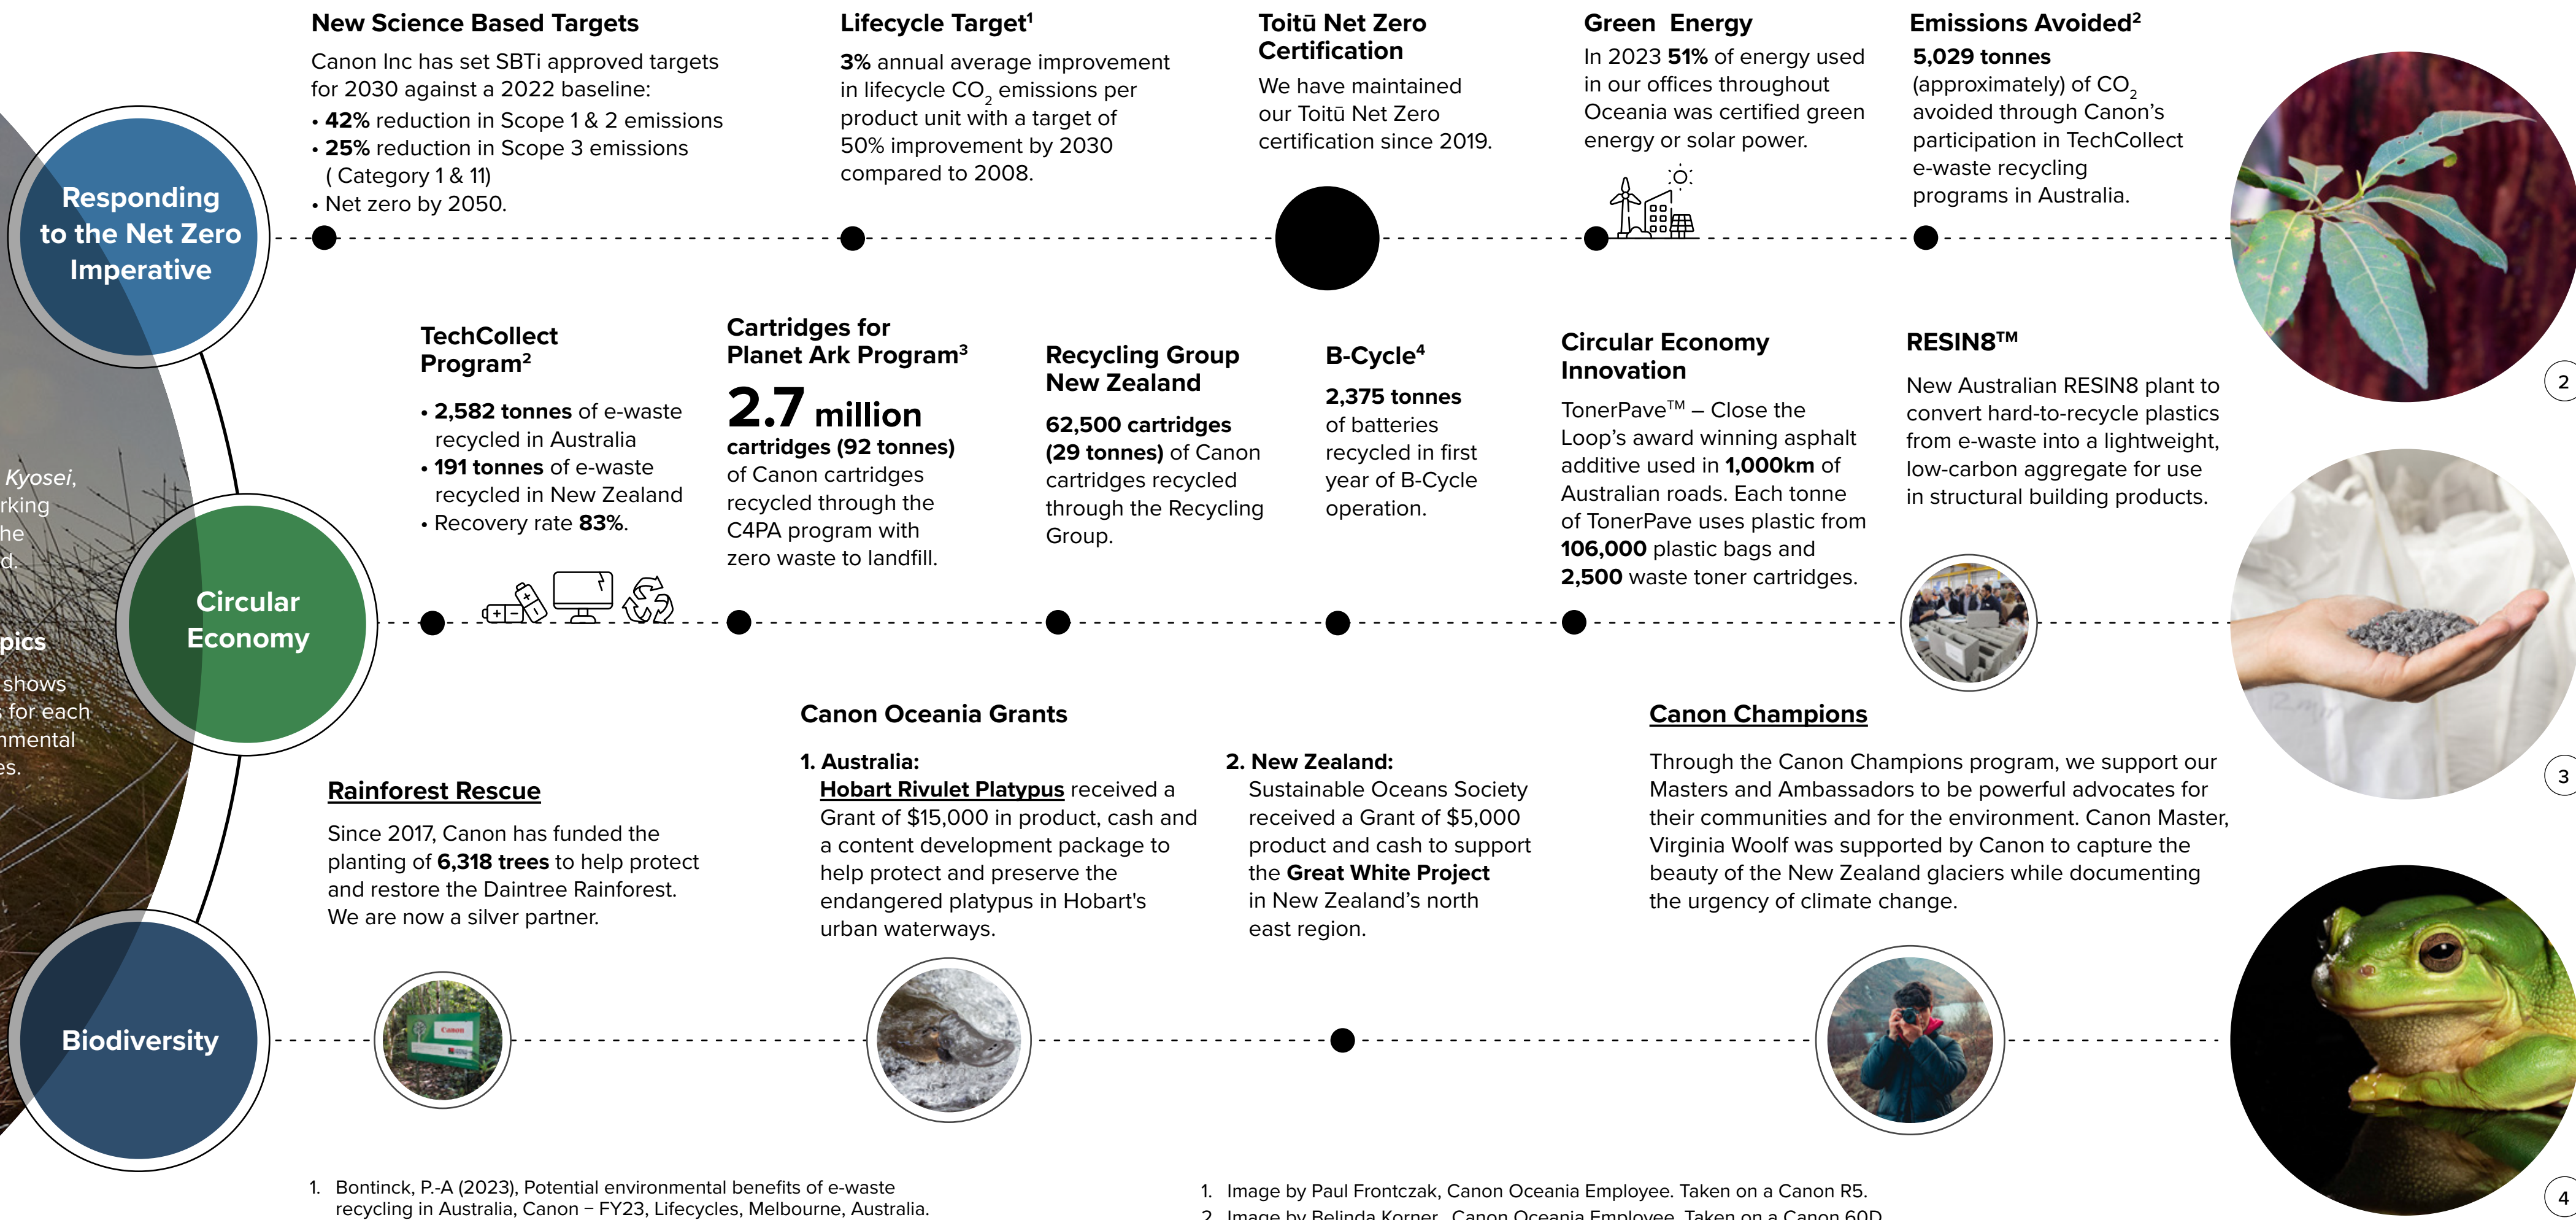 New Science Based Targets
Canon Inc has set SBTi approved targets
for 2030 against a 2022 baseline:
• 42% reduction in Scope 1 & 2 emissions
• 25% reduction in Scope 3 emissions
( Category 1 & 11)
• Net zero by 2050.
Lifecycle Target¹
3% annual average improvement
in lifecycle CO₂ emissions per
product unit with a target of
50% improvement by 2030
compared to 2008.
Toitū Net Zero
Certification
We have maintained
our Toitū Net Zero
certification since 2019.
Green Energy
In 2023 51% of energy used
in our offices throughout
Oceania was certified green
energy or solar power.
Emissions Avoided²
5,029 tonnes
(approximately) of CO₂
avoided through Canon's
participation in TechCollect
e-waste recycling
programs in Australia.
Responding
to the Net Zero
Imperative
2
TechCollect
Program²
• 2,582 tonnes of e-waste
recycled in Australia
• 191 tonnes of e-waste
recycled in New Zealand
• Recovery rate 83%.
Cartridges for
Planet Ark Program³
2.7 million
cartridges (92 tonnes)
of Canon cartridges
recycled through the
C4PA program with
zero waste to landfill.
Recycling Group
New Zealand
62,500 cartridges
(29 tonnes) of Canon
cartridges recycled
through the Recycling
Group.
B-Cycle⁴
2,375 tonnes
of batteries
recycled in first
year of B-Cycle
operation.
Circular Economy
Innovation
TonerPave™ – Close the
Loop's award winning asphalt
additive used in 1,000km of
Australian roads. Each tonne
of TonerPave uses plastic from
106,000 plastic bags and
2,500 waste toner cartridges.
RESIN8™
New Australian RESIN8 plant to
convert hard-to-recycle plastics
from e-waste into a lightweight,
low-carbon aggregate for use
in structural building products.
Kyosei,
rking
he
d.
pics
shows
s for each
nmental
es.
Circular
Economy
3
Rainforest Rescue
Since 2017, Canon has funded the
planting of 6,318 trees to help protect
and restore the Daintree Rainforest.
We are now a silver partner.
Canon Oceania Grants
1. Australia:
Hobart Rivulet Platypus received a
Grant of $15,000 in product, cash and
a content development package to
help protect and preserve the
endangered platypus in Hobart's
urban waterways.
2. New Zealand:
Sustainable Oceans Society
received a Grant of $5,000
product and cash to support
the Great White Project
in New Zealand's north
east region.
Canon Champions
Through the Canon Champions program, we support our
Masters and Ambassadors to be powerful advocates for
their communities and for the environment. Canon Master,
Virginia Woolf was supported by Canon to capture the
beauty of the New Zealand glaciers while documenting
the urgency of climate change.
Biodiversity
Canon
4
1. Bontinck, P.-A (2023), Potential environmental benefits of e-waste
recycling in Australia, Canon – FY23, Lifecycles, Melbourne, Australia.
1. Image by Paul Frontczak, Canon Oceania Employee. Taken on a Canon R5.
2. Image by Belinda Korner, Canon Oceania Employee. Taken on a Canon 60D